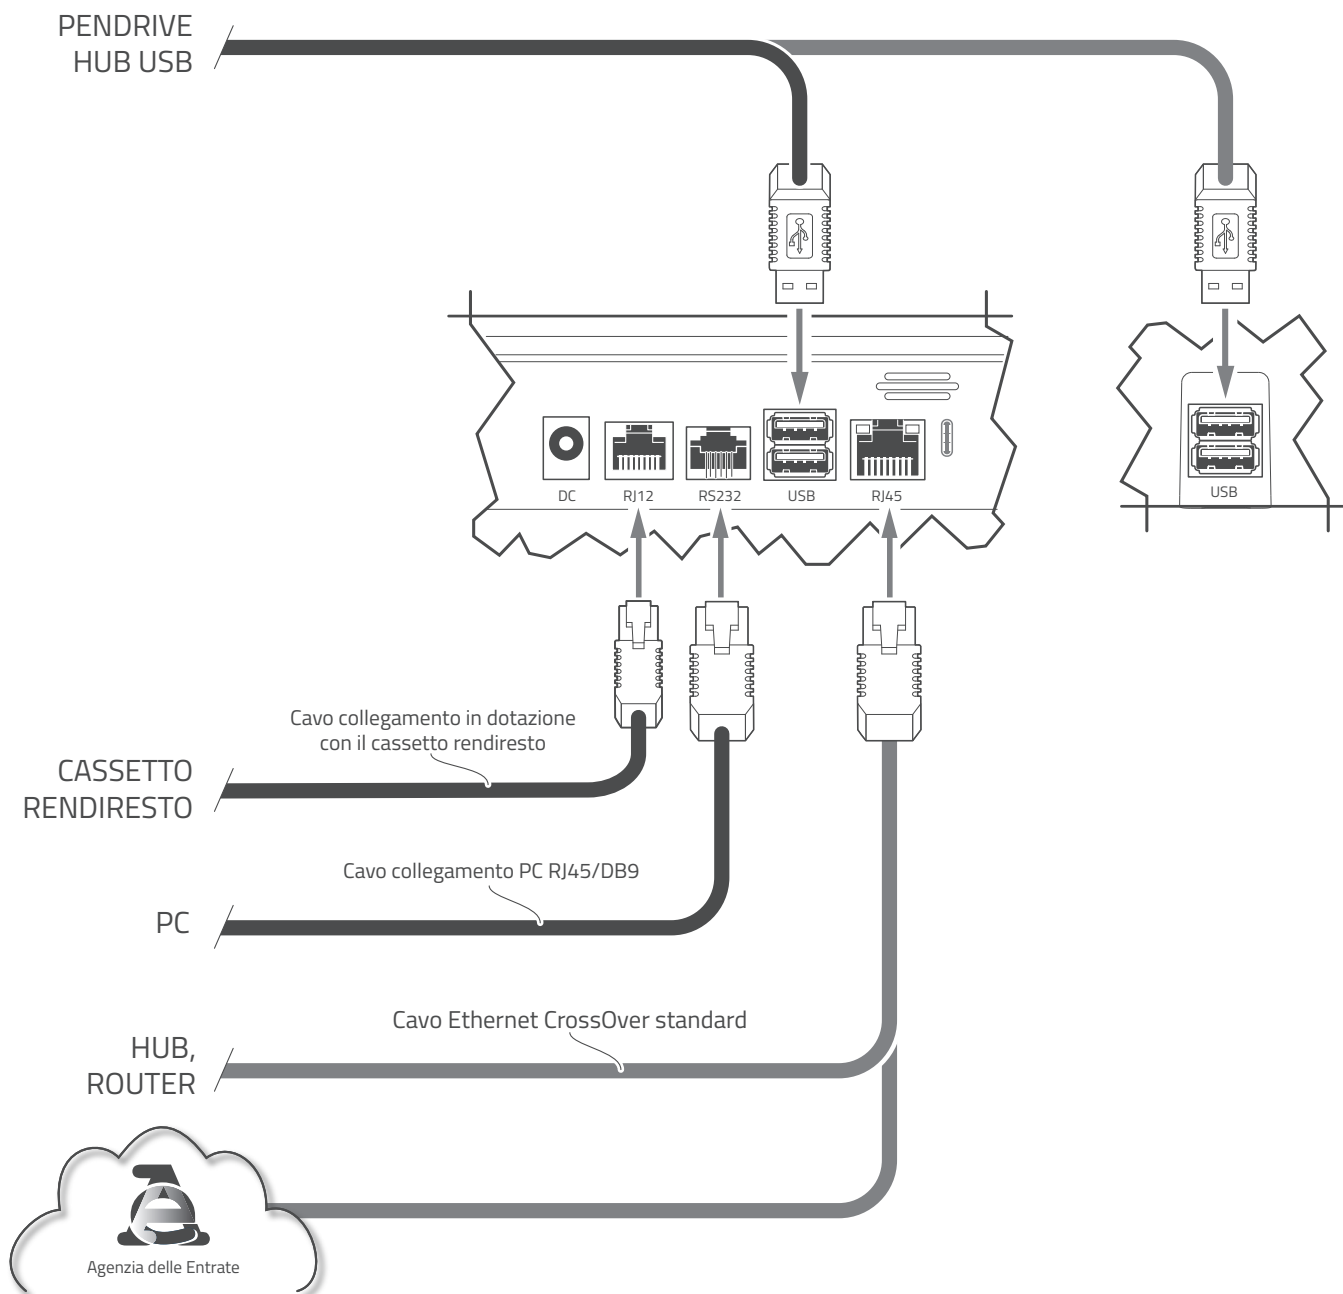 PENDRIVE
HUB USB
DC
RJ12
RS232
USB
RJ45
USB
Cavo collegamento in dotazione
con il cassetto rendiresto
CASSETTO
RENDIRESTO
Cavo collegamento PC RJ45/DB9
PC
Cavo Ethernet CrossOver standard
HUB,
ROUTER
Agenzia delle Entrate